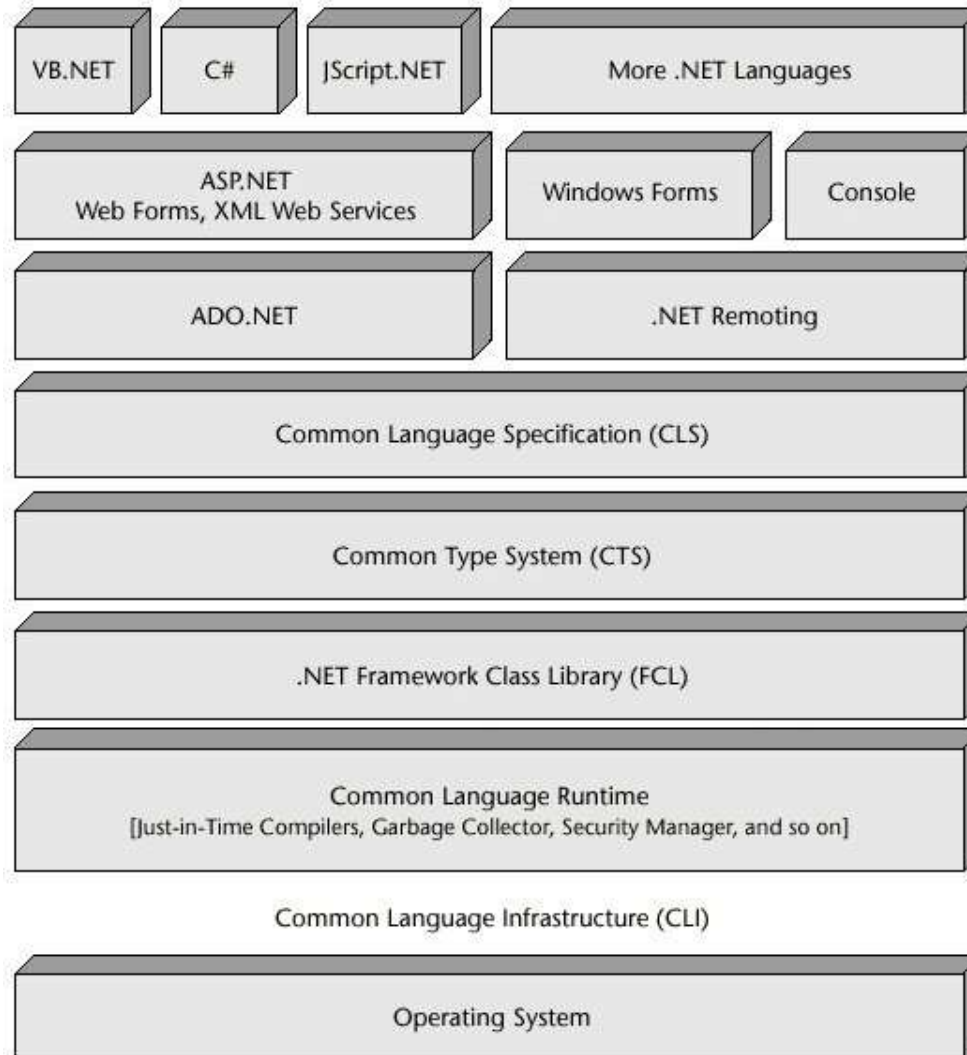 VB.NET
C#
JScript.NET
More .NET Languages
ASP.NET
Web Forms, XML Web Services
Windows Forms
Console
ADO.NET
.NET Remoting
Common Language Specification (CLS)
Common Type System (CTS)
.NET Framework Class Library (FCL)
Common Language Runtime
[Just-in-Time Compilers, Garbage Collector, Security Manager, and so on]
Common Language Infrastructure (CLI)
Operating System